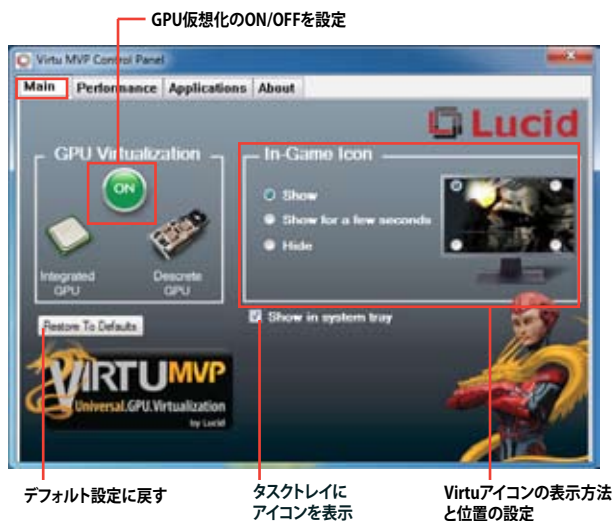 GPU仮想化のON/OFFを設定
Virtu MVP Control Panel
Main Performance Applications About
Lucid
GPU Virtualization
In-Game Icon
ON
Show
Show for a few seconds
Hide
Integrated
GPU
Descrete
GPU
Restore To Defaults
Show in system tray
VIRTU MVP
Universal.GPU.Virtualization
by Lucid
デフォルト設定に戻す
タスクトレイに
アイコンを表示
Virtuアイコンの表示方法
と位置の設定